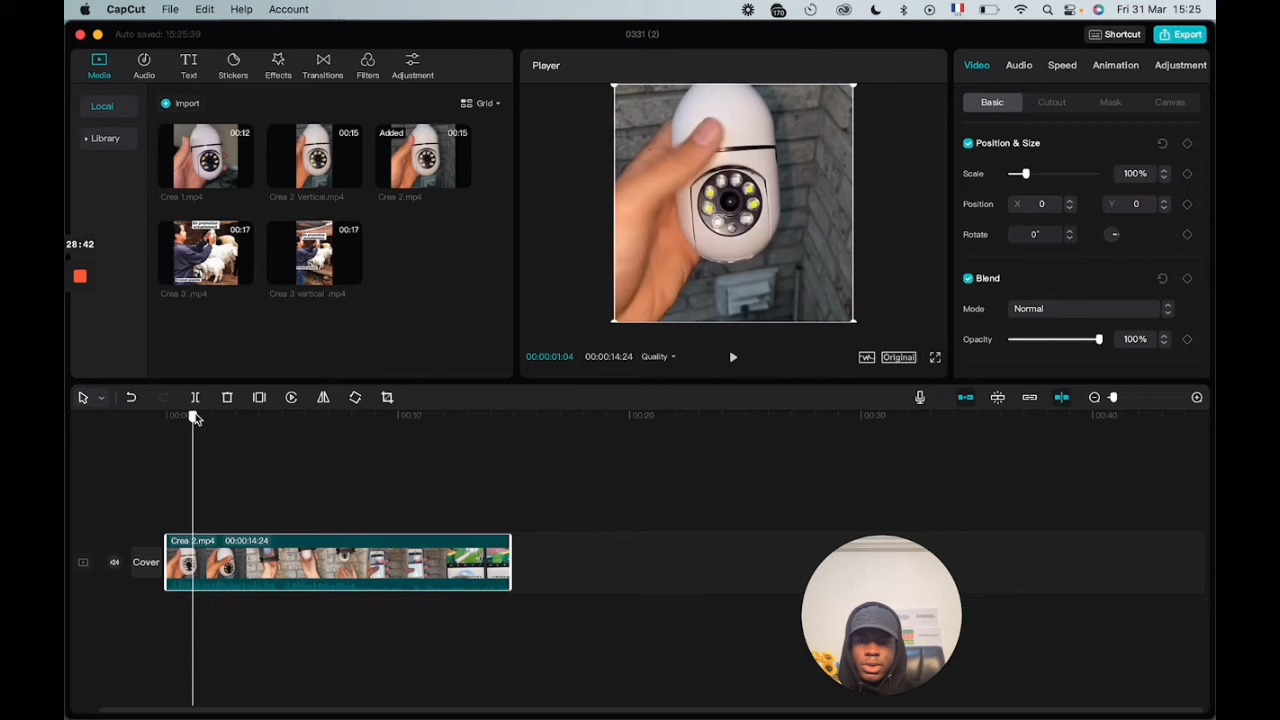 CapCut File Edit Help Account
170 Fri 31 Mar 15:25
Auto saved: 15:25:39
0331 (2)
Shortcut
Export
Media Audio Text Stickers Effects Transitions Filters Adjustment
Player
Video Audio Speed Animation Adjustment
Local
Import
Grid
Basic Cutout Mask Canvas
Library
00:12
00:15
Added 00:15
Position & Size
Scale 100%
Crea 1.mp4
Crea 2 Vertical.mp4
Crea 2.mp4
Position X 0 Y 0
00:17
00:17
Rotate 0°
28:42
Blend
Crea 3 .mp4
Crea 3 vertical .mp4
Mode Normal
Opacity 100%
00:00:01:04 00:00:14:24 Quality
Original
00:10 00:20 00:30 00:40
Crea 2.mp4 00:00:14:24
Cover